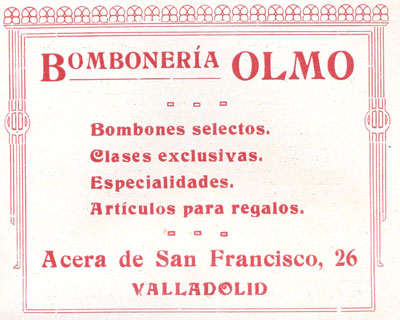 BOMBONERÍA OLMO
Bombones selectos.
Clases exclusivas.
Especialidades.
Artículos para regalos.
Acera de San Francisco, 26
VALLADOLID